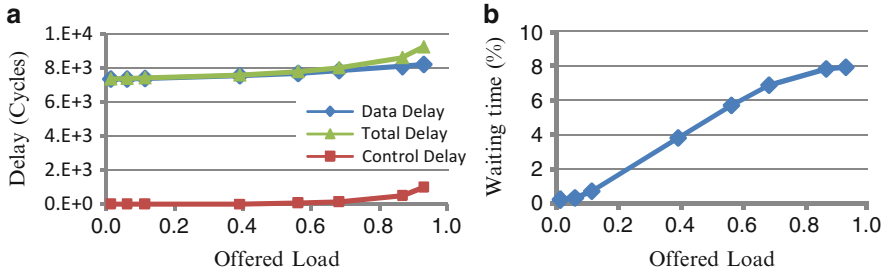 a
Delay (Cycles)
1.E+4
8.E+3
6.E+3
4.E+3
2.E+3
0.E+0
Data Delay
Total Delay
Control Delay
0.0 0.2 0.4 0.6 0.8 1.0
Offered Load
b
Waiting time (%)
10
8
6
4
2
0
0.0 0.2 0.4 0.6 0.8 1.0
Offered Load